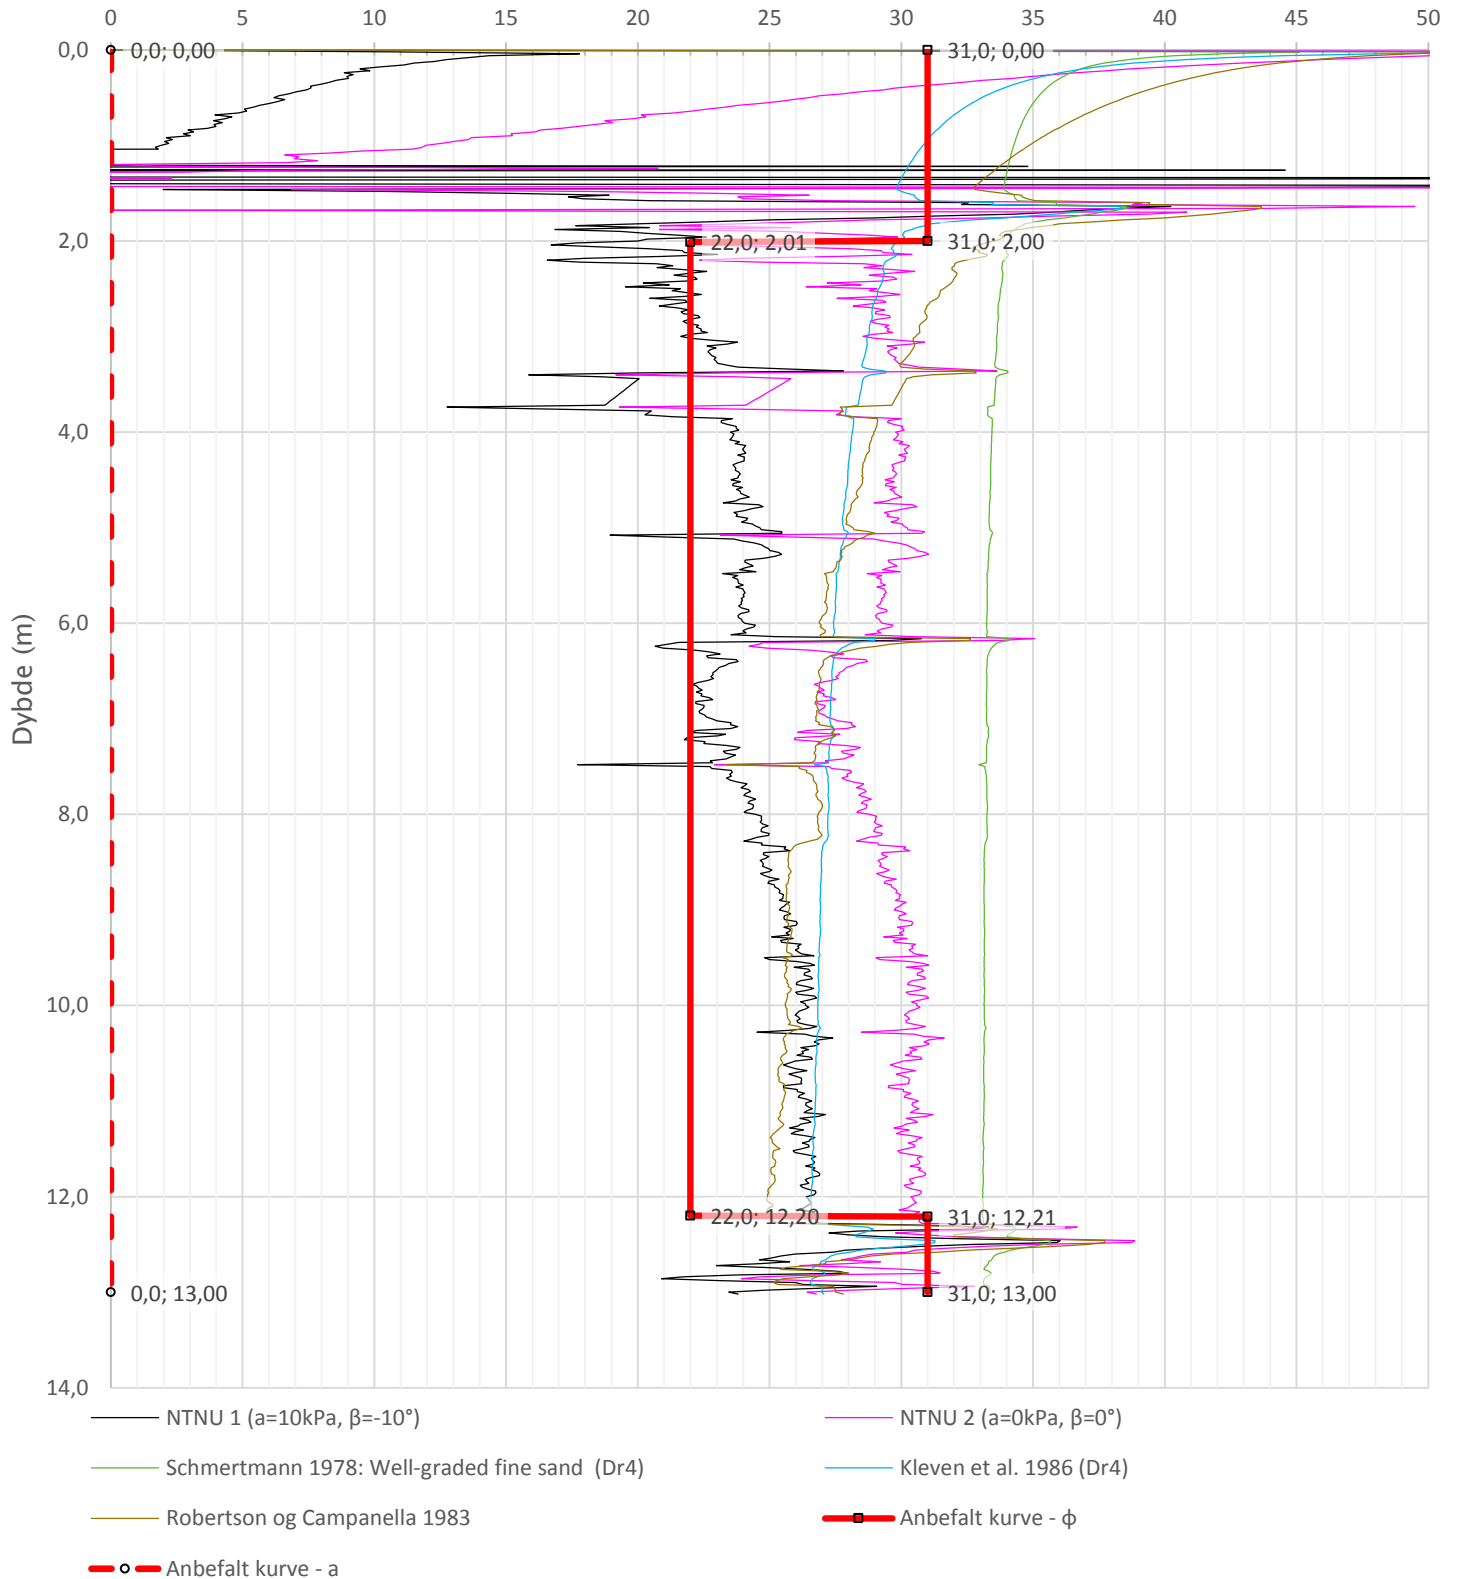 0 5 10 15 20 25 30 35 40 45 50
0,0
0,0; 0,00
31,0; 0,00
2,0
22,0; 2,01
31,0; 2,00
4,0
6,0
Dybde (m)
8,0
10,0
12,0
22,0; 12,20
31,0; 12,21
0,0; 13,00
31,0; 13,00
14,0
NTNU 1 (a=10kPa, β=-10°)
NTNU 2 (a=0kPa, β=0°)
Schmertmann 1978: Well-graded fine sand (Dr4)
Kleven et al. 1986 (Dr4)
Robertson og Campanella 1983
Anbefalt kurve - ϕ
Anbefalt kurve - a